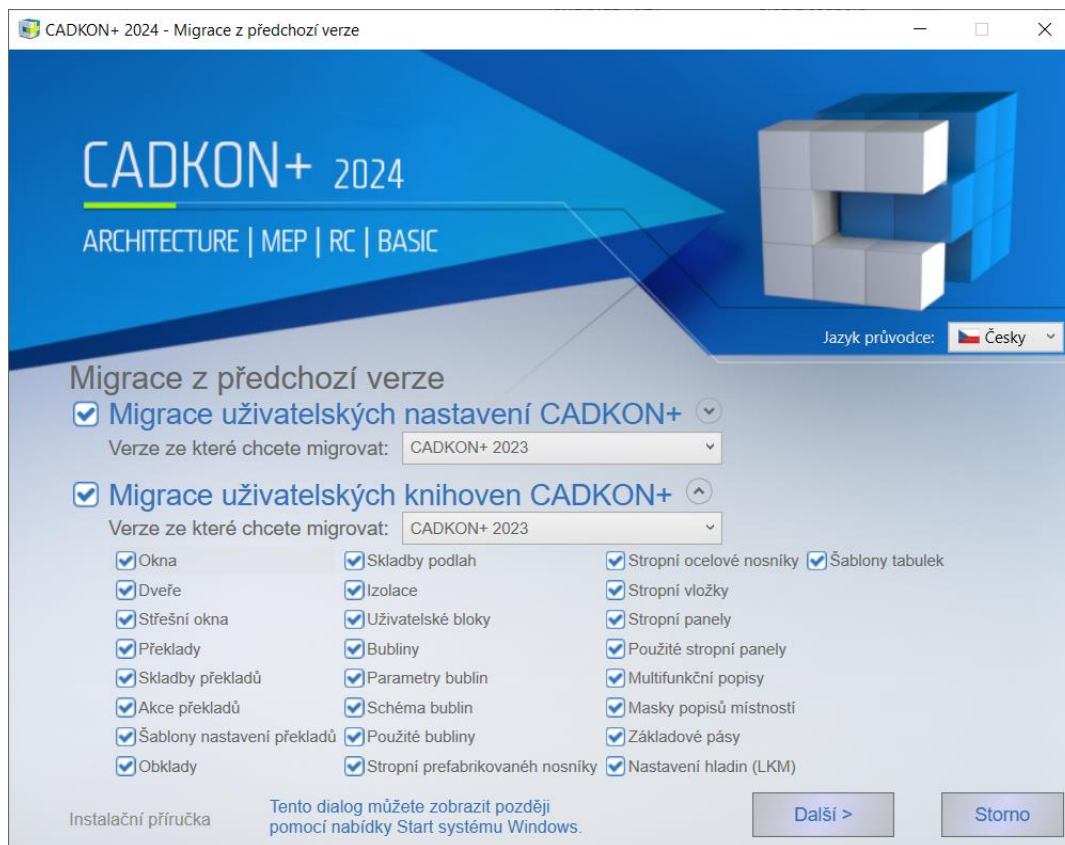 CADKON+ 2024 - Migrace z předchozí verze
CADKON+ 2024
ARCHITECTURE | MEP | RC | BASIC
Jazyk průvodce: Česky
Migrace z předchozí verze
Migrace uživatelských nastavení CADKON+
Verze ze které chcete migrovat: CADKON+ 2023
Migrace uživatelských knihoven CADKON+
Verze ze které chcete migrovat: CADKON+ 2023
Okna Skladby podlah Stropní ocelové nosníky Šablony tabulek
Dveře Izolace Stropní vložky
Střešní okna Uživatelské bloky Stropní panely
Překlady Bubliny Použité stropní panely
Skladby překladů Parametry bublin Multifunkční popisy
Akce překladů Schéma bublin Masky popisů místností
Šablony nastavení překladů Použité bubliny Základové pásy
Obklady Stropní prefabrikovanéh nosníky Nastavení hladin (LKM)
Instalační příručka
Tento dialog můžete zobrazit později
pomocí nabídky Start systému Windows.
Další > Storno